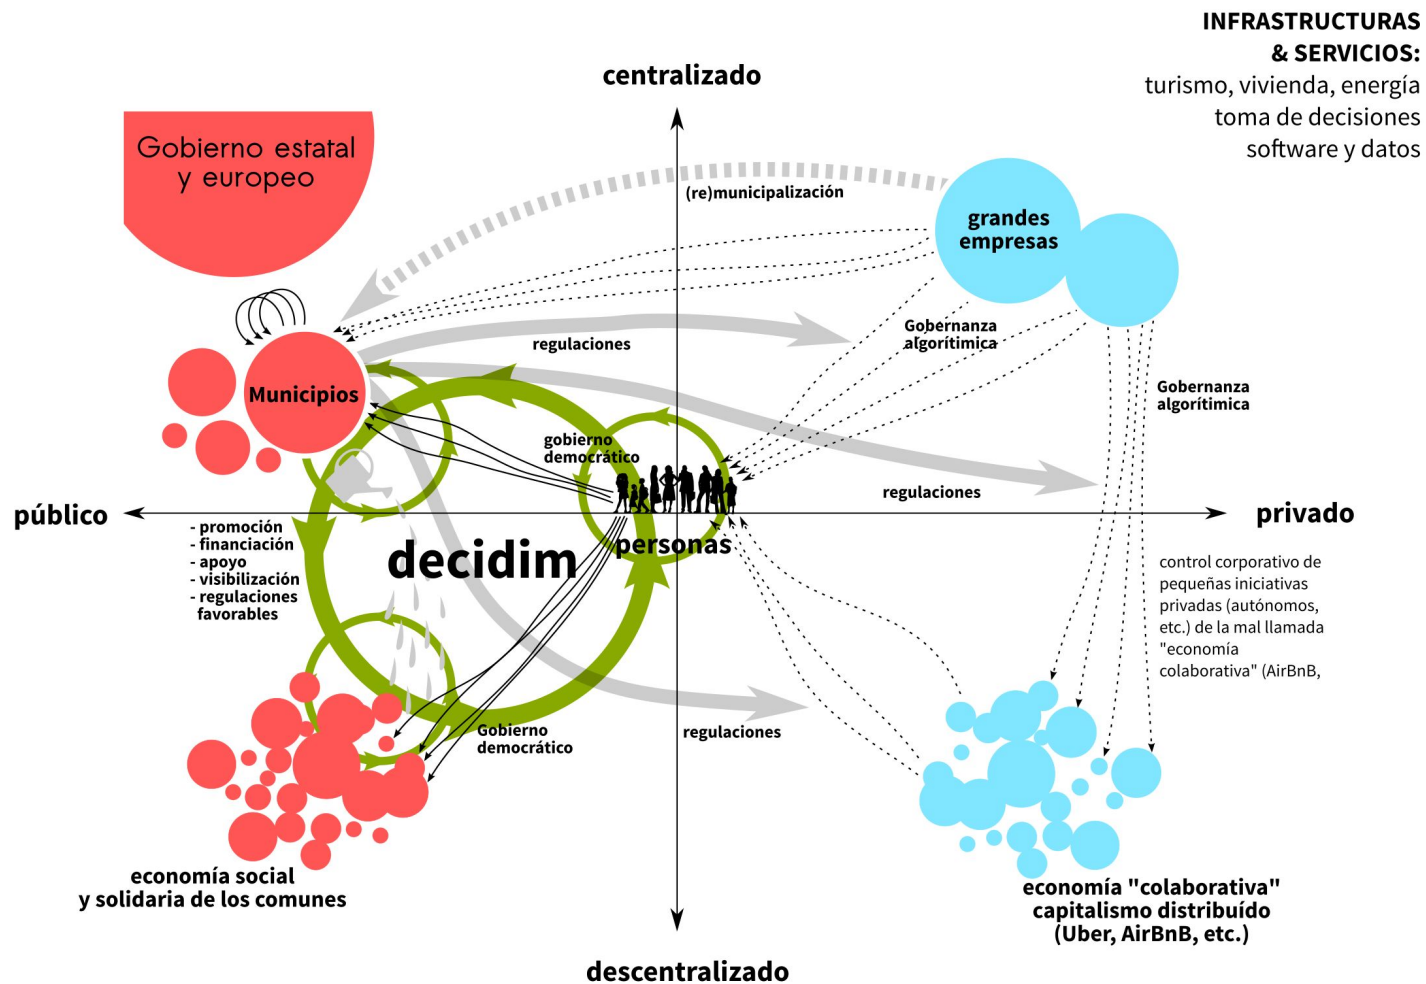 INFRASTRUCTURAS
& SERVICIOS:
turismo, vivienda, energía
toma de decisiones
software y datos
centralizado
Gobierno estatal
y europeo
(re)municipalización
grandes
empresas
Gobernanza
algorítimica
regulaciones
Municipios
Gobernanza
algorítimica
gobierno
democrático
regulaciones
público
privado
- promoción
- financiación
- apoyo
- visibilización
- regulaciones
favorables
decidim
personas
control corporativo de
pequeñas iniciativas
privadas (autónomos,
etc.) de la mal llamada
"economía
colaborativa" (AirBnB,
Gobierno
democrático
regulaciones
economía social
y solidaria de los comunes
economía "colaborativa"
capitalismo distribuído
(Uber, AirBnB, etc.)
descentralizado